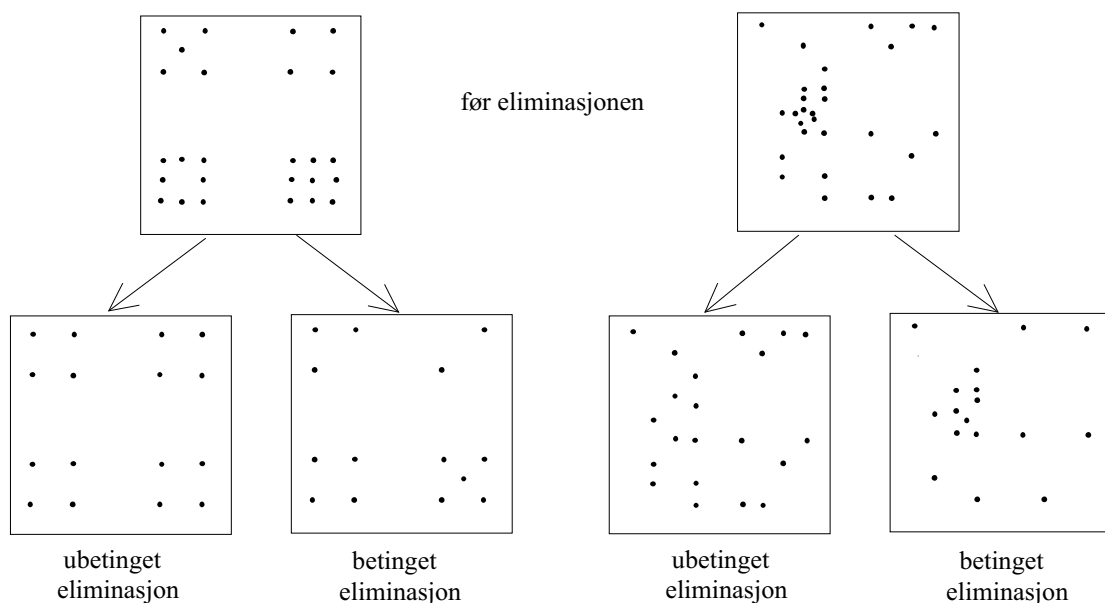 før eliminasjonen
ubetinget
eliminasjon
betinget
eliminasjon
ubetinget
eliminasjon
betinget
eliminasjon